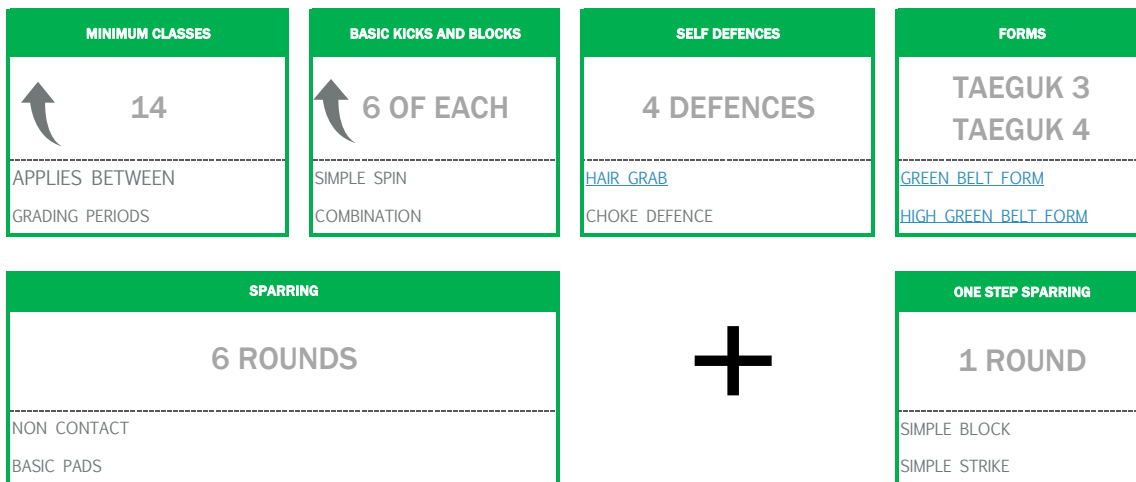 MINIMUM CLASSES
14
APPLIES BETWEEN
GRADING PERIODS
BASIC KICKS AND BLOCKS
6 OF EACH
SIMPLE SPIN
COMBINATION
SELF DEFENCES
4 DEFENCES
HAIR GRAB
CHOKE DEFENCE
FORMS
TAEGUK 3
TAEGUK 4
GREEN BELT FORM
HIGH GREEN BELT FORM
SPARRING
6 ROUNDS
NON CONTACT
BASIC PADS
+
ONE STEP SPARRING
1 ROUND
SIMPLE BLOCK
SIMPLE STRIKE